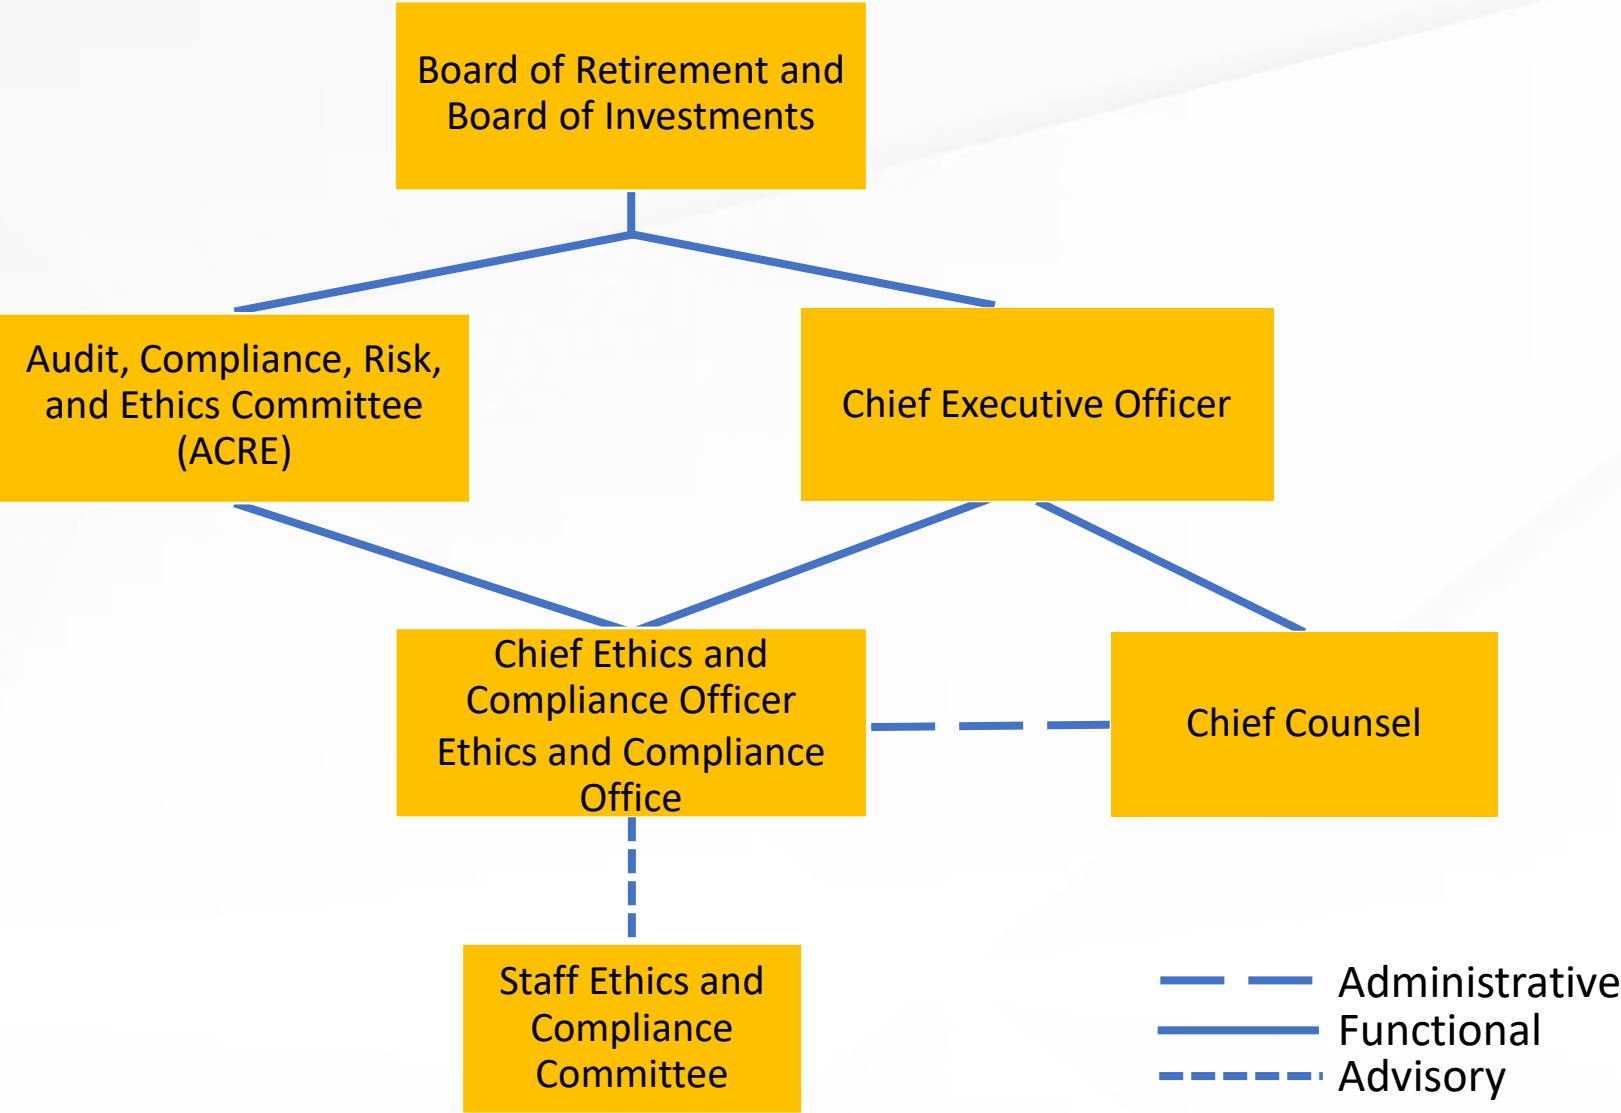 Board of Retirement and
Board of Investments
Audit, Compliance, Risk,
and Ethics Committee
(ACRE)
Chief Executive Officer
Chief Ethics and
Compliance Officer
Ethics and Compliance
Office
Chief Counsel
Staff Ethics and
Compliance
Committee
Administrative
Functional
Advisory